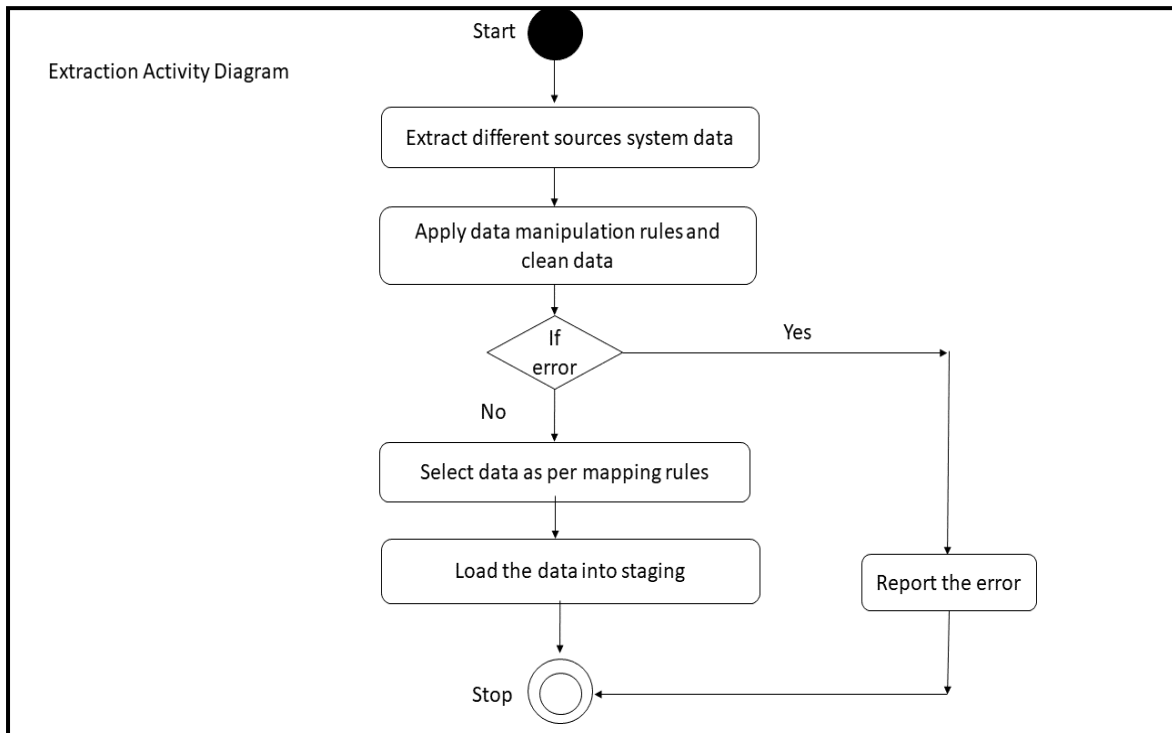 Start
Extraction Activity Diagram
Extract different sources system data
Apply data manipulation rules and
clean data
If
error
Yes
No
Select data as per mapping rules
Load the data into staging
Report the error
Stop